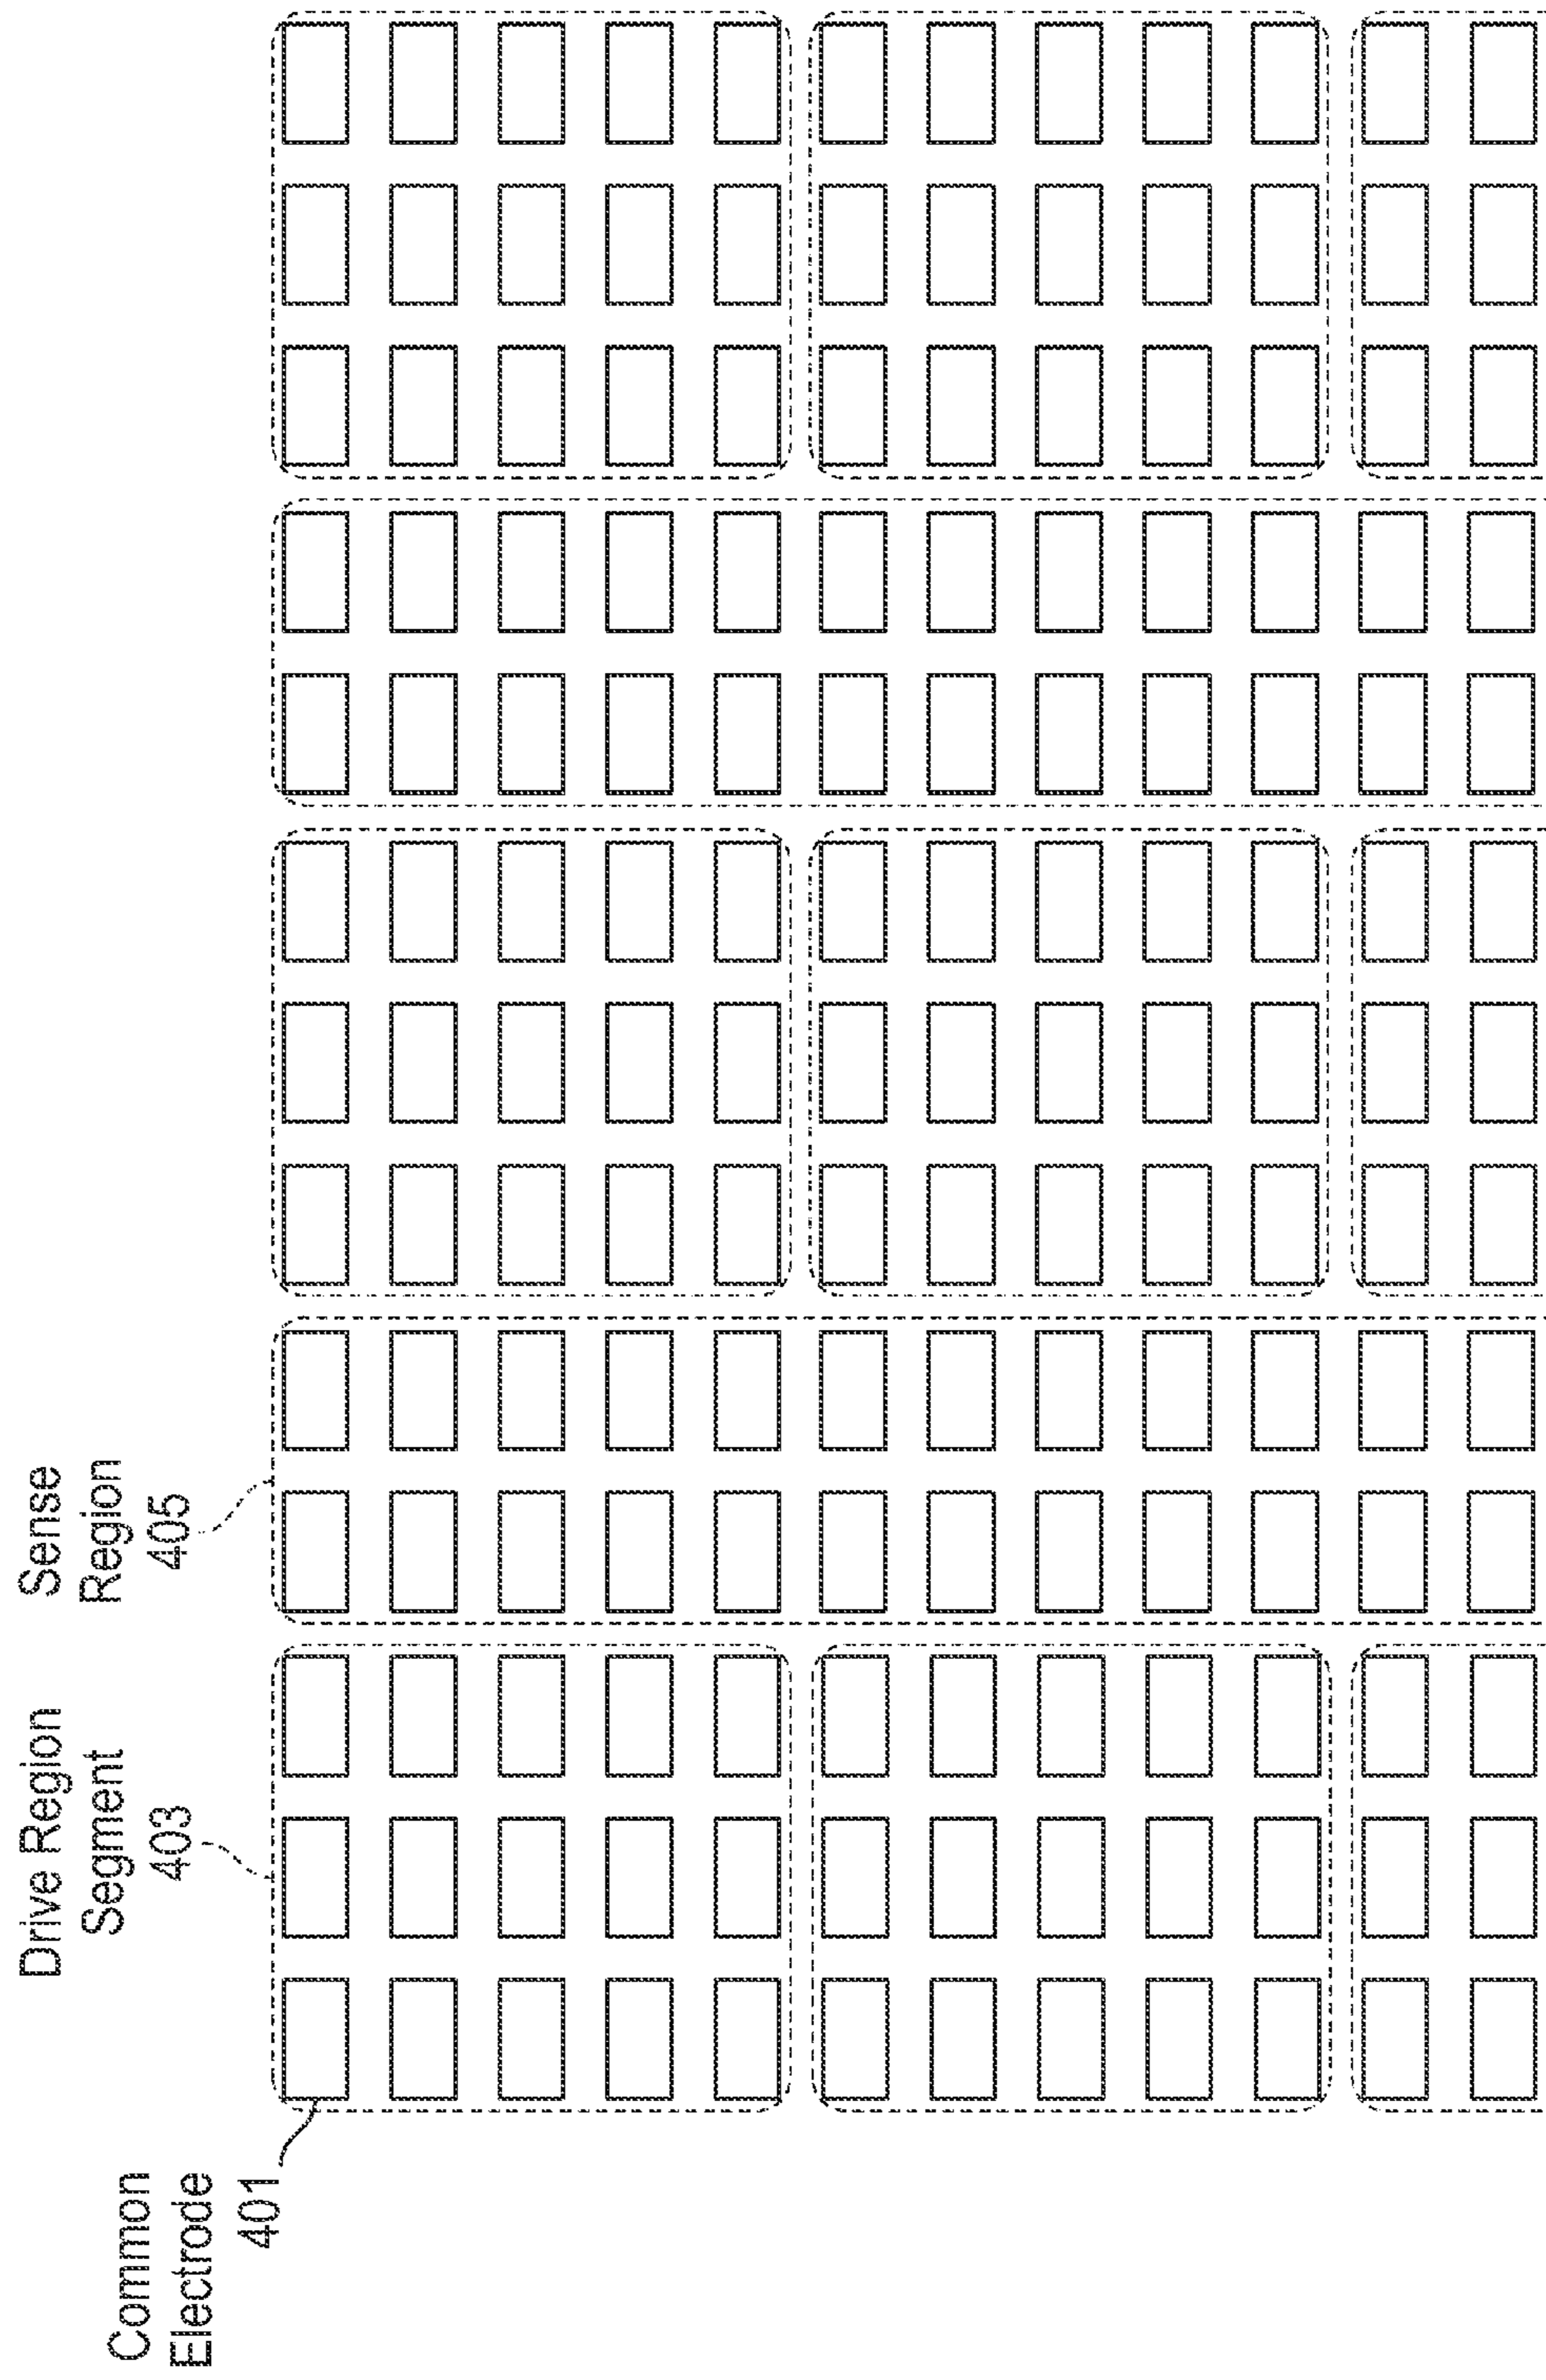 Common
Electrode
401
Drive Region
Segment
403
Sense
Region
405